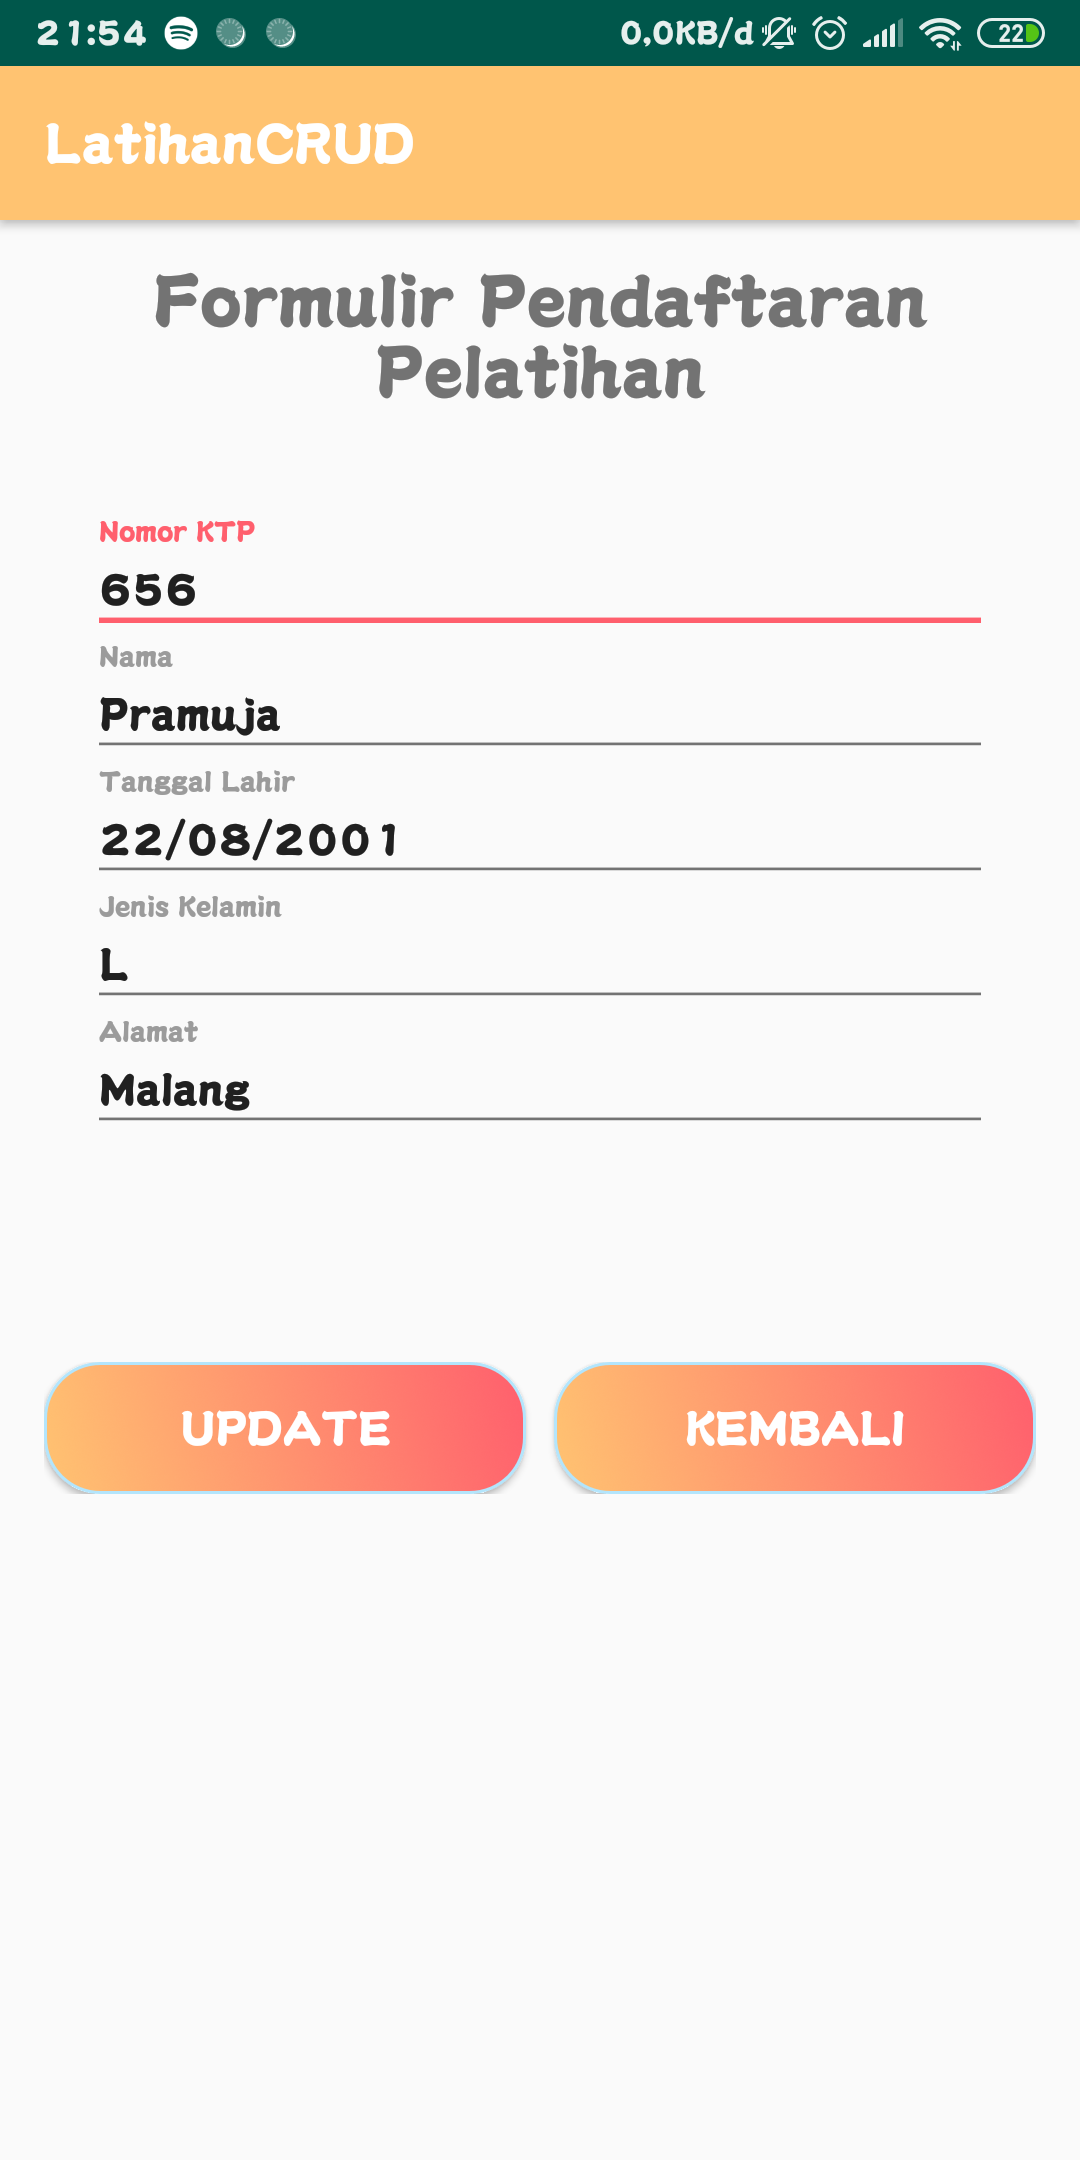 21:54 0,0KB/d 22
LatihanCRUD
Formulir Pendaftaran
Pelatihan
Nomor KTP
656
Nama
Pramuja
Tanggal Lahir
22/08/2001
Jenis Kelamin
L
Alamat
Malang
UPDATE KEMBALI